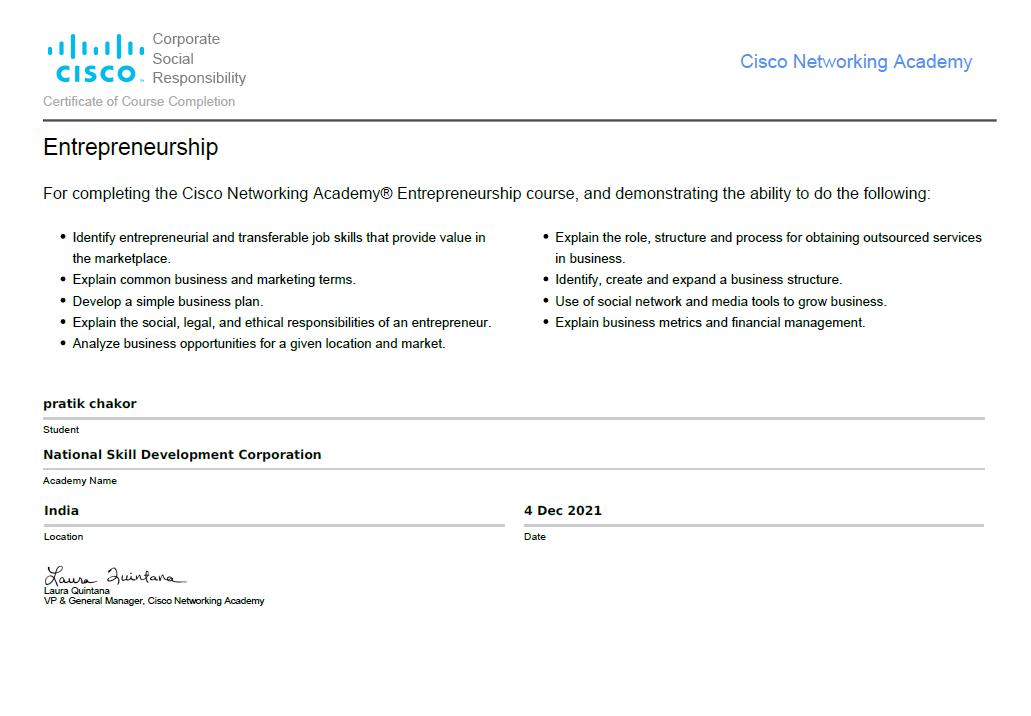 Corporate
Social
CISCO Responsibility
Cisco Networking Academy
Certificate of Course Completion
Entrepreneurship
For completing the Cisco Networking Academy® Entrepreneurship course, and demonstrating the ability to do the following:
• Identify entrepreneurial and transferable job skills that provide value in
the marketplace.
• Explain common business and marketing terms.
• Develop a simple business plan.
• Explain the social, legal, and ethical responsibilities of an entrepreneur.
• Analyze business opportunities for a given location and market.
• Explain the role, structure and process for obtaining outsourced services
in business.
• Identify, create and expand a business structure.
• Use of social network and media tools to grow business.
• Explain business metrics and financial management.
pratik chakor
Student
National Skill Development Corporation
Academy Name
India
Location
4 Dec 2021
Date
Laura Quintana
Laura Quintana
VP & General Manager, Cisco Networking Academy